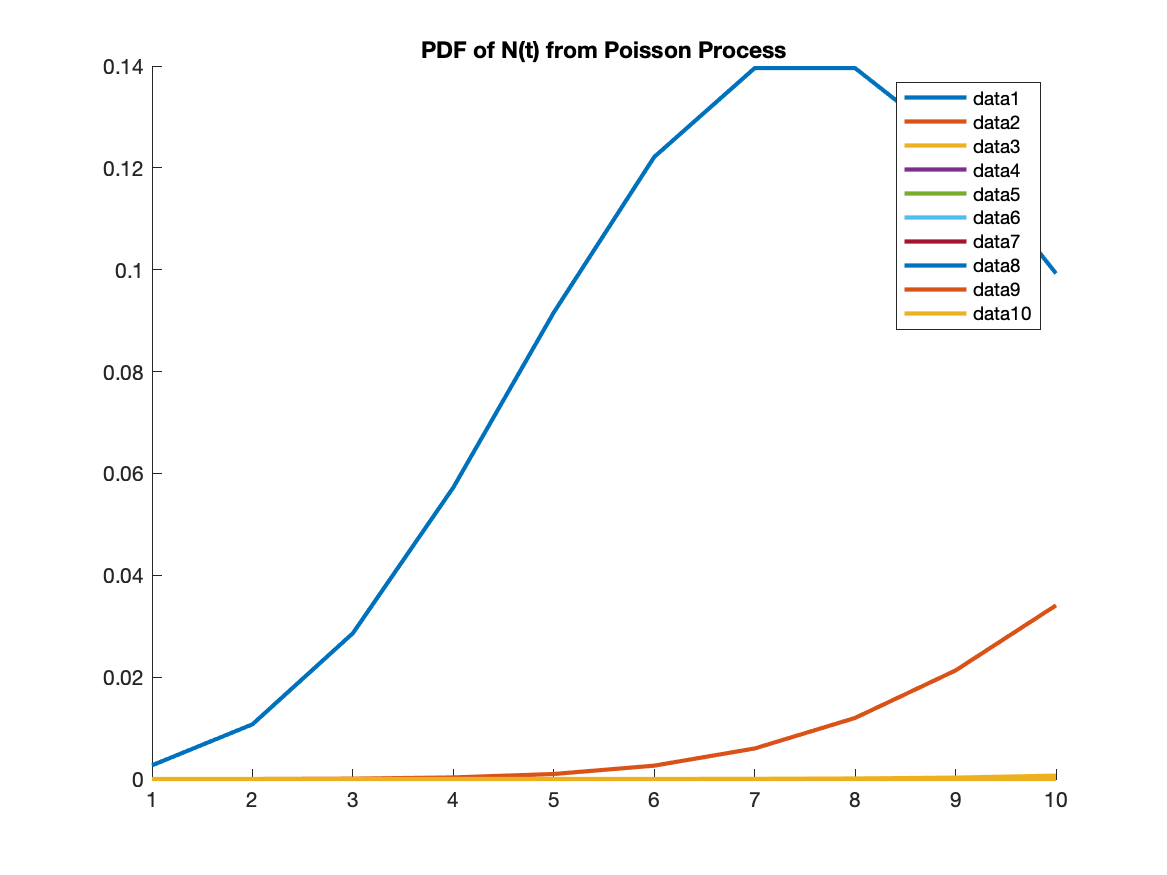 PDF of N(t) from Poisson Process
0.14
0.12
0.1
0.08
0.06
0.04
0.02
0
data1
data2
data3
data4
data5
data6
data7
data8
data9
data10
1 2 3 4 5 6 7 8 9 10